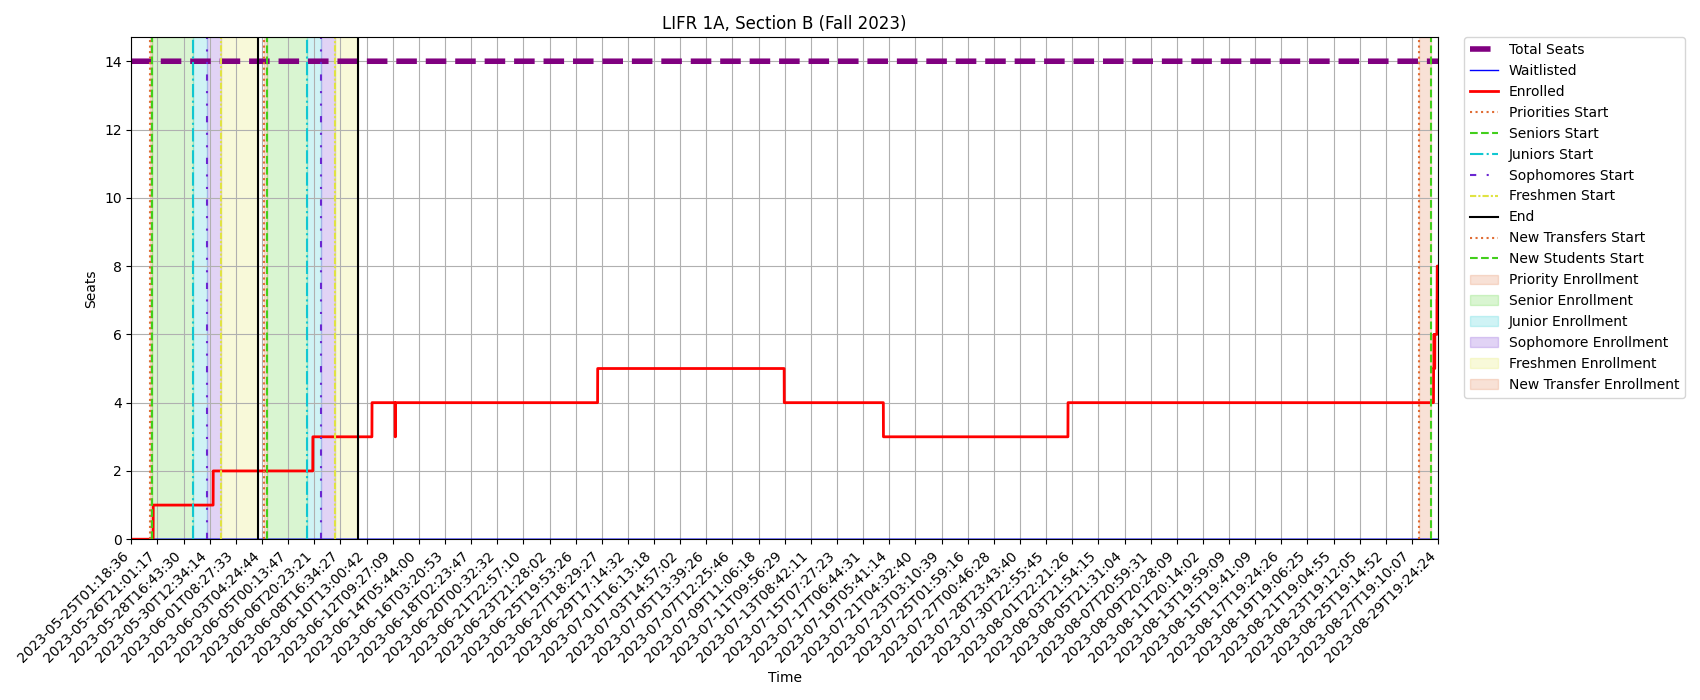 LIFR 1A, Section B (Fall 2023)
Seats
14
12
10
8
6
4
2
0
2023-05-25T01:18:36
2023-05-26T21:01:17
2023-05-28T16:43:30
2023-05-30T12:34:14
2023-06-01T08:27:33
2023-06-03T04:24:44
2023-06-05T00:13:47
2023-06-06T20:23:21
2023-06-08T16:34:27
2023-06-10T13:00:42
2023-06-12T09:27:09
2023-06-14T05:44:00
2023-06-16T03:20:53
2023-06-18T02:23:47
2023-06-20T00:32:32
2023-06-21T22:57:10
2023-06-23T21:28:02
2023-06-25T19:53:26
2023-06-27T18:29:27
2023-06-29T17:14:32
2023-07-01T16:13:18
2023-07-03T14:57:02
2023-07-05T13:39:26
2023-07-07T12:25:46
2023-07-09T11:06:18
2023-07-11T09:56:29
2023-07-13T08:42:11
2023-07-15T07:27:23
2023-07-17T06:44:31
2023-07-19T05:41:14
2023-07-21T04:32:40
2023-07-23T03:10:39
2023-07-25T01:59:16
2023-07-27T00:46:28
2023-07-28T23:43:40
2023-07-30T22:55:45
2023-08-01T22:21:26
2023-08-03T21:54:15
2023-08-05T21:31:04
2023-08-07T20:59:31
2023-08-09T20:28:09
2023-08-11T20:14:02
2023-08-13T19:59:09
2023-08-15T19:41:09
2023-08-17T19:24:26
2023-08-19T19:06:25
2023-08-21T19:04:55
2023-08-23T19:12:05
2023-08-25T19:14:52
2023-08-27T19:10:07
2023-08-29T19:24:24
Time
Total Seats
Waitlisted
Enrolled
Priorities Start
Seniors Start
Juniors Start
Sophomores Start
Freshmen Start
End
New Transfers Start
New Students Start
Priority Enrollment
Senior Enrollment
Junior Enrollment
Sophomore Enrollment
Freshmen Enrollment
New Transfer Enrollment